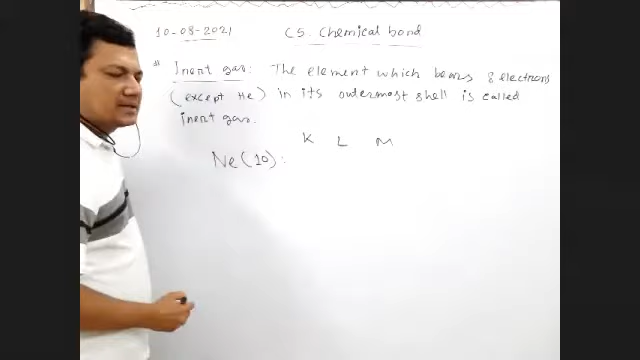 10-08-2021 C5. Chemical bond
* Inert gas: The element which bears 8 electrons
(except He) in its outermost shell is called
inert gas.
K L M
Ne(10):